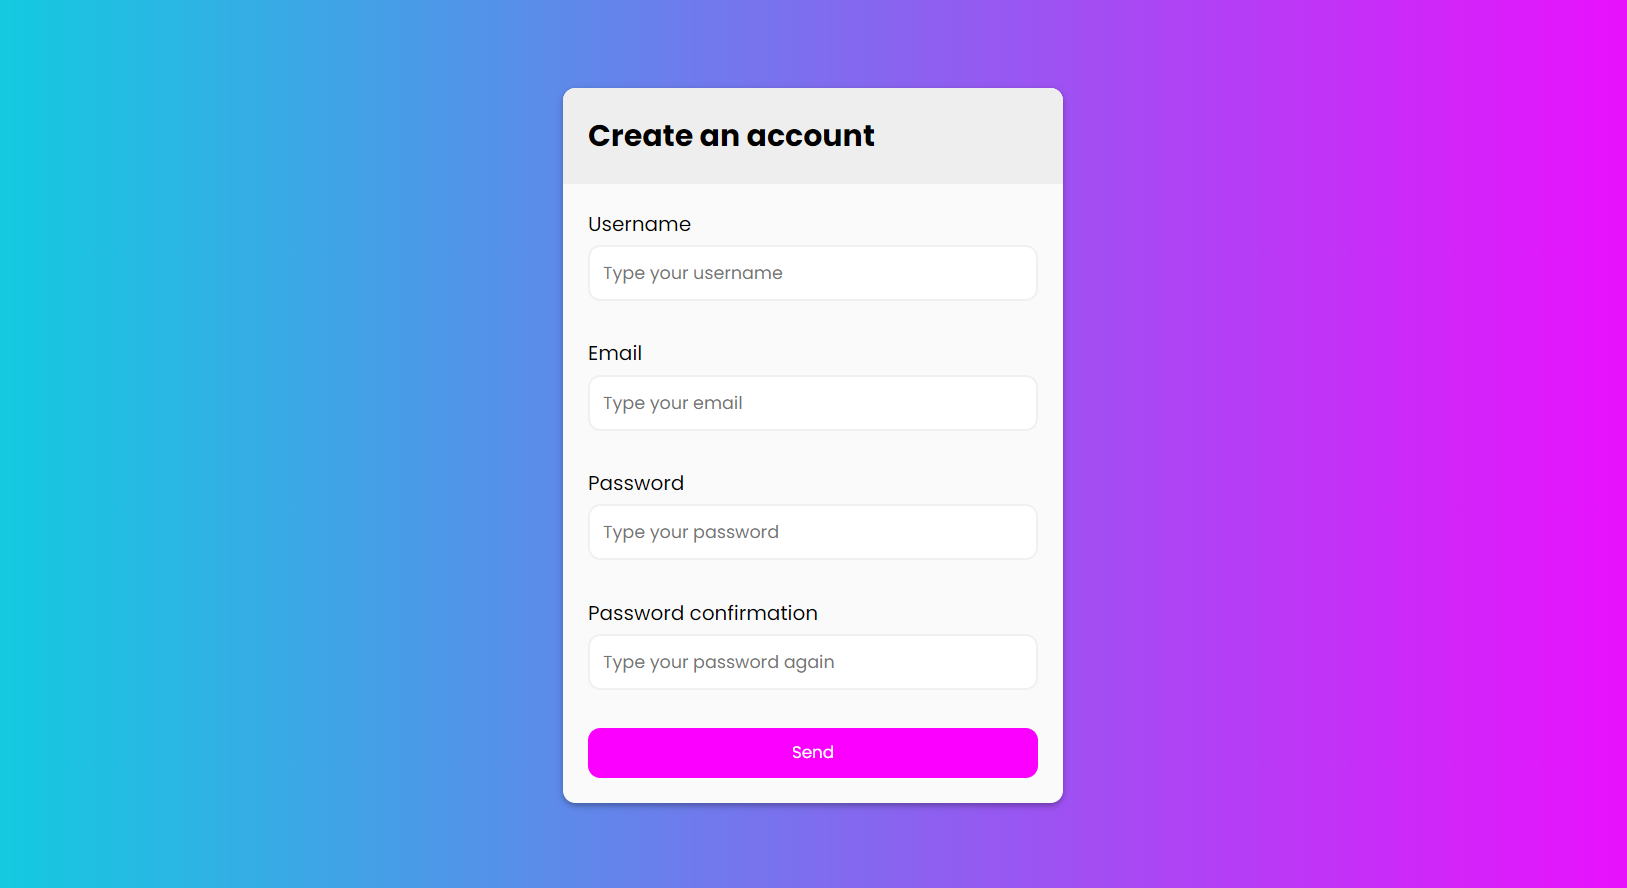 Create an account
Username
Type your username
Email
Type your email
Password
Type your password
Password confirmation
Type your password again
Send